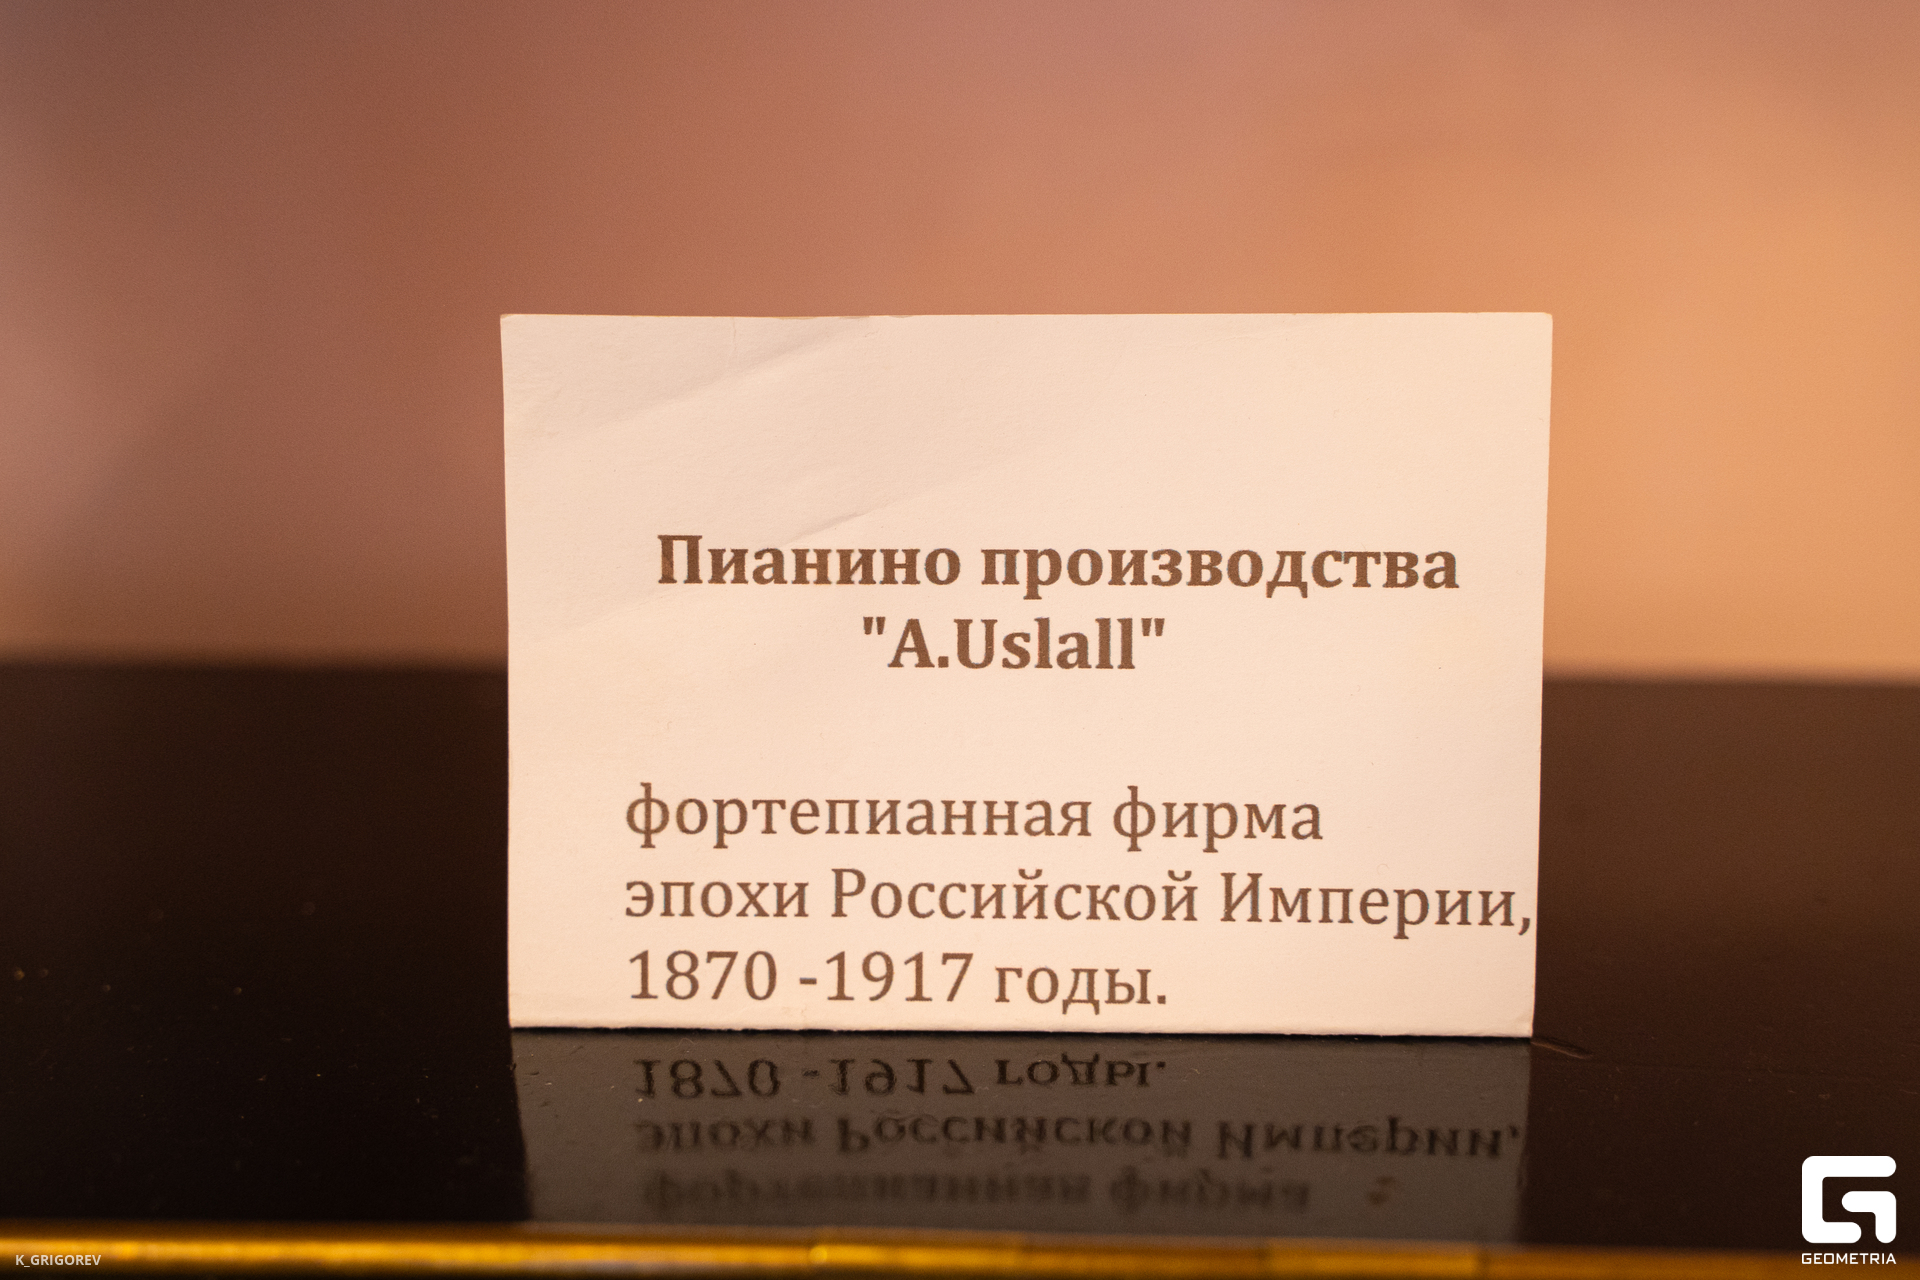 Пианино производства
"A.Uslall"
фортепианная фирма
эпохи Российской Империи,
1870 -1917 годы.
K_GRIGOREV
GEOMETRIA